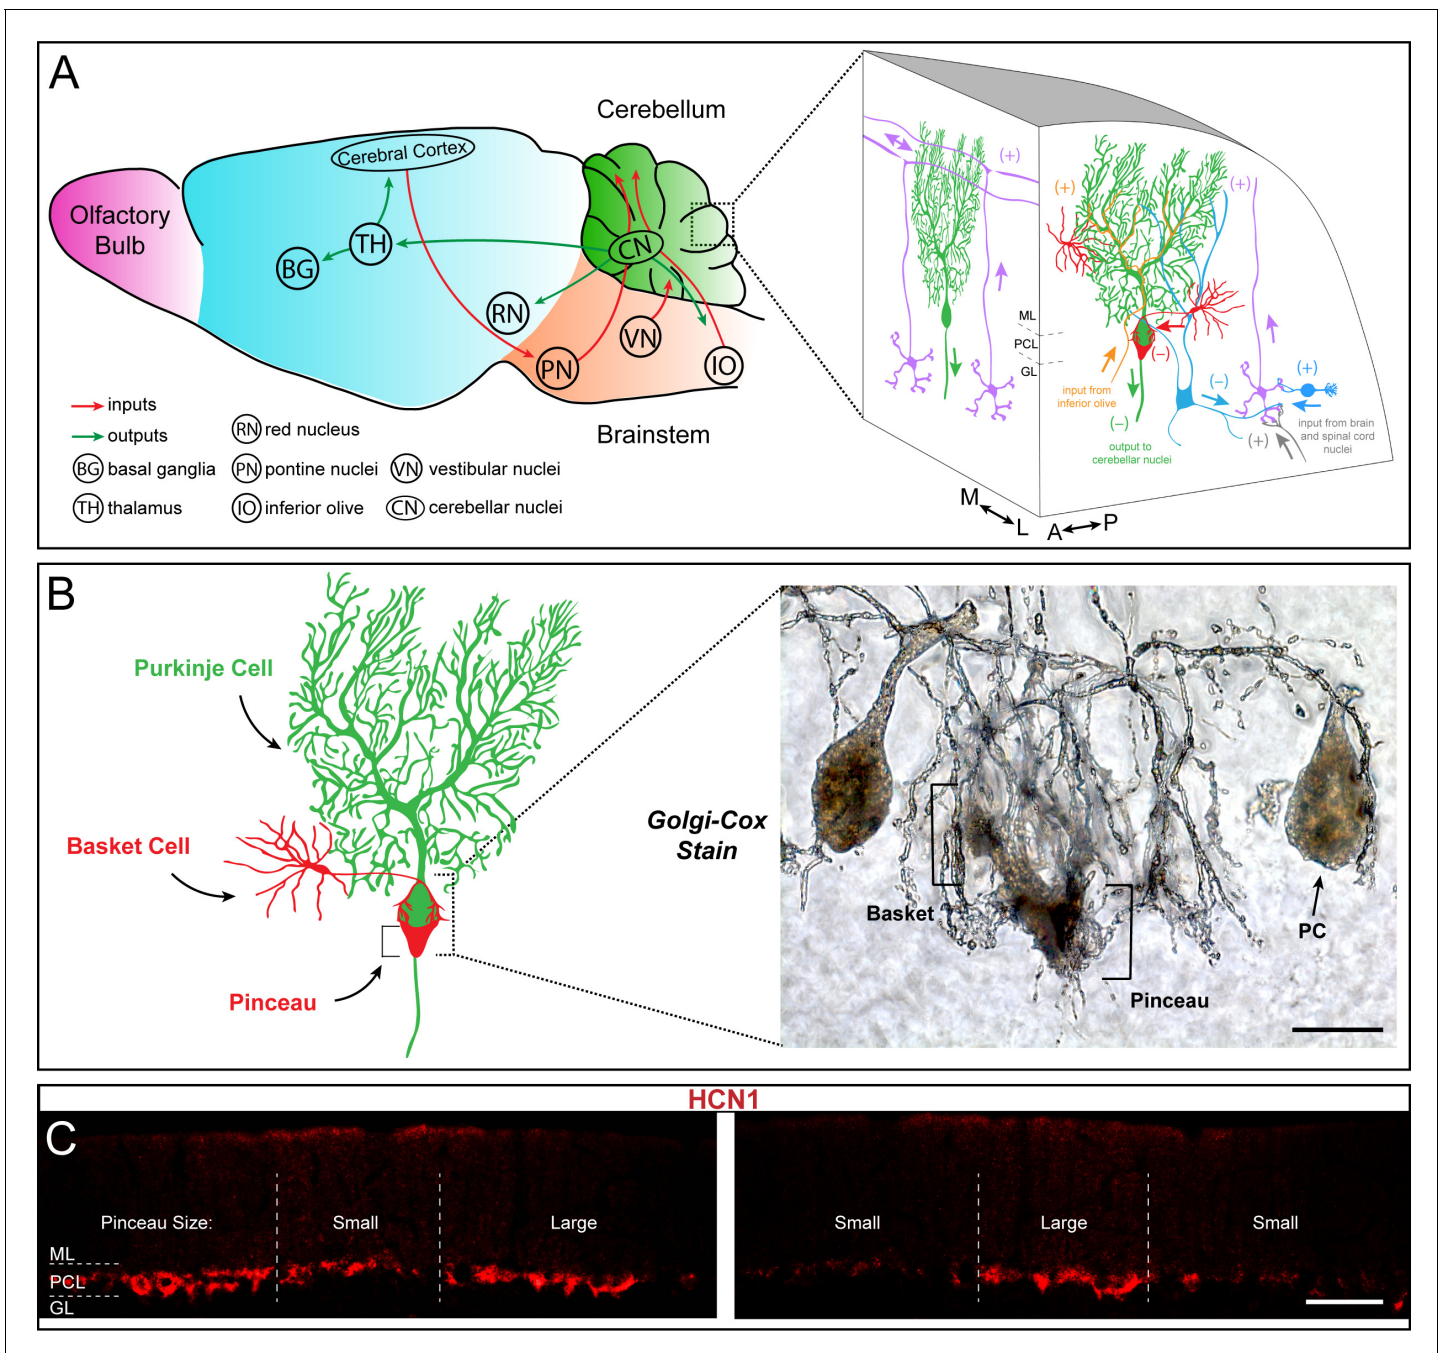 A
Cerebellum
Cerebral Cortex
Olfactory
Bulb
TH
BG
CN
RN
VN
PN
IO
Brainstem
inputs
outputs
RN red nucleus
BG basal ganglia
PN pontine nuclei
VN vestibular nuclei
TH thalamus
IO inferior olive
CN cerebellar nuclei
(+)
(+)
(+)
ML
PCL
GL
(−)
(−)
(+)
input from
inferior olive
(−)
output to
cerebellar nuclei
(+)
input from brain
and spinal cord
nuclei
M
L
A
P
B
Purkinje Cell
Basket Cell
Pinceau
Golgi-Cox
Stain
Basket
Pinceau
PC
HCN1
C
Pinceau Size:
Small
Large
Small
Large
Small
ML
PCL
GL